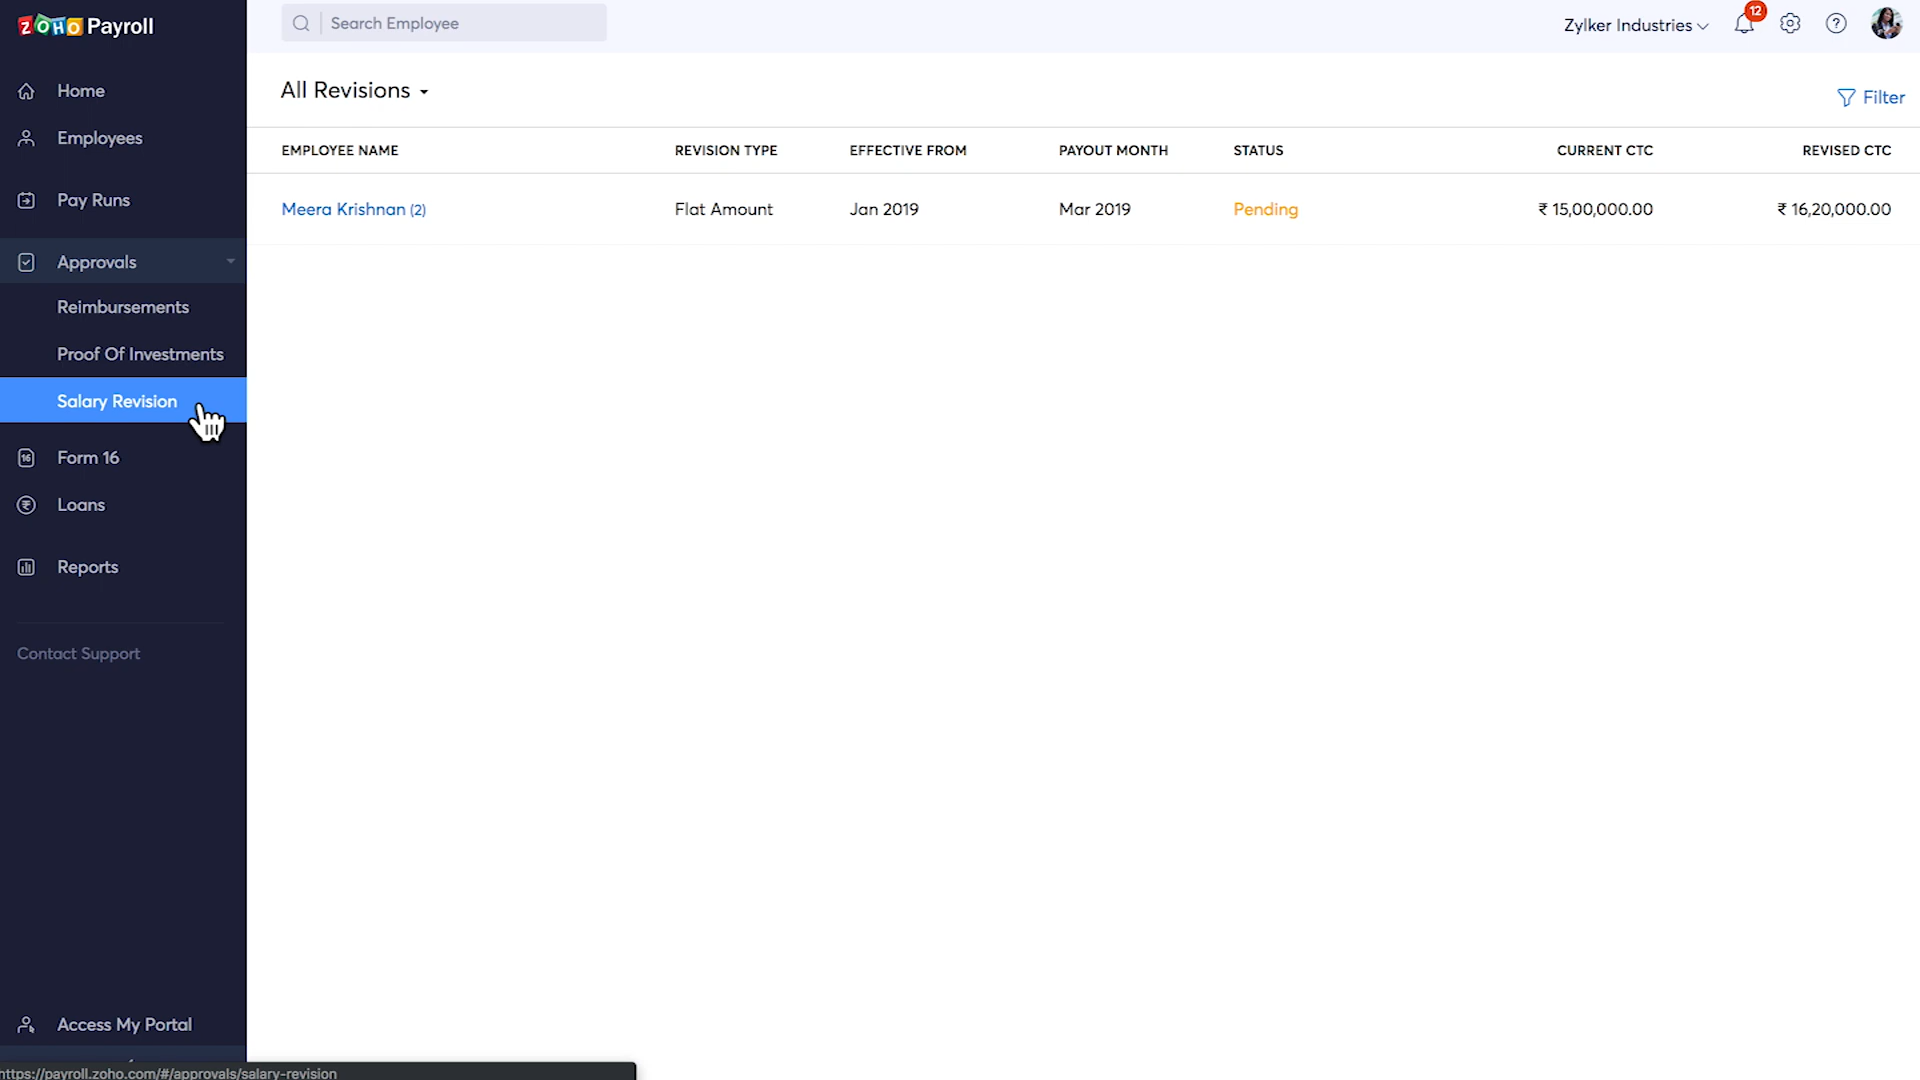 ZOHO Payroll
Search Employee
Zylker Industries
12
Home
Employees
Pay Runs
Approvals
Reimbursements
Proof Of Investments
Salary Revision
Form 16
Loans
Reports
Contact Support
Access My Portal
All Revisions
Filter
EMPLOYEE NAME REVISION TYPE EFFECTIVE FROM PAYOUT MONTH STATUS CURRENT CTC REVISED CTC
Meera Krishnan (2) Flat Amount Jan 2019 Mar 2019 Pending ₹ 15,00,000.00 ₹ 16,20,000.00
https://payroll.zoho.com/#/approvals/salary-revision